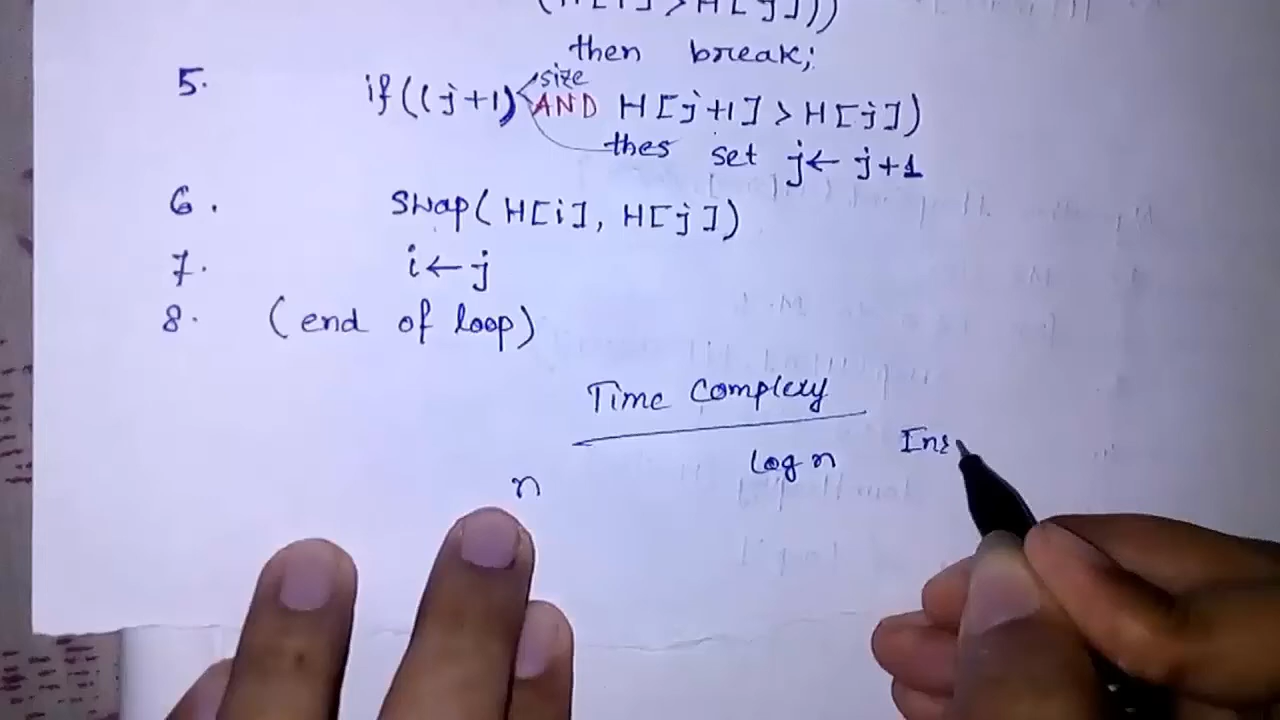 (H[i] > H[j]))
then break;
5. if((j+1) <size AND H[j+1] > H[j])
thes set j ← j+1
6. Swap(H[i], H[j])
7. i ← j
8. (end of loop)
Time Complexy
n log n Ins